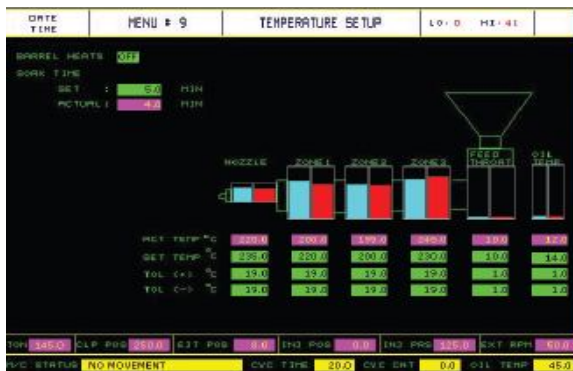 DATE TIME
MENU # 9
TEMPERATURE SETUP
LO: 0 HI: 41
BARREL HEATS OFF
SOAK TIME
SET : 5.0 MIN
ACTUAL: 4.0 MIN
NOZZLE ZONE1 ZONE2 ZONE3 FEED THROAT OIL TEMP
ACT TEMP °C 220.0 200.0 199.0 240.0 10.0 12.0
SET TEMP °C 235.0 220.0 200.0 230.0 10.0 14.0
TOL (+) °C 19.0 19.0 19.0 19.0 1.0 1.0
TOL (-) °C 19.0 19.0 19.0 19.0 1.0 1.0
TON 145.0 CLP POS 250.0 EJT POS 0.0 INJ POS 0.0 INJ PRS 125.0 EXT RPM 50.0
M/C STATUS NO MOVEMENT CYC TIME 20.0 CYC CNT 0.0 OIL TEMP 45.0